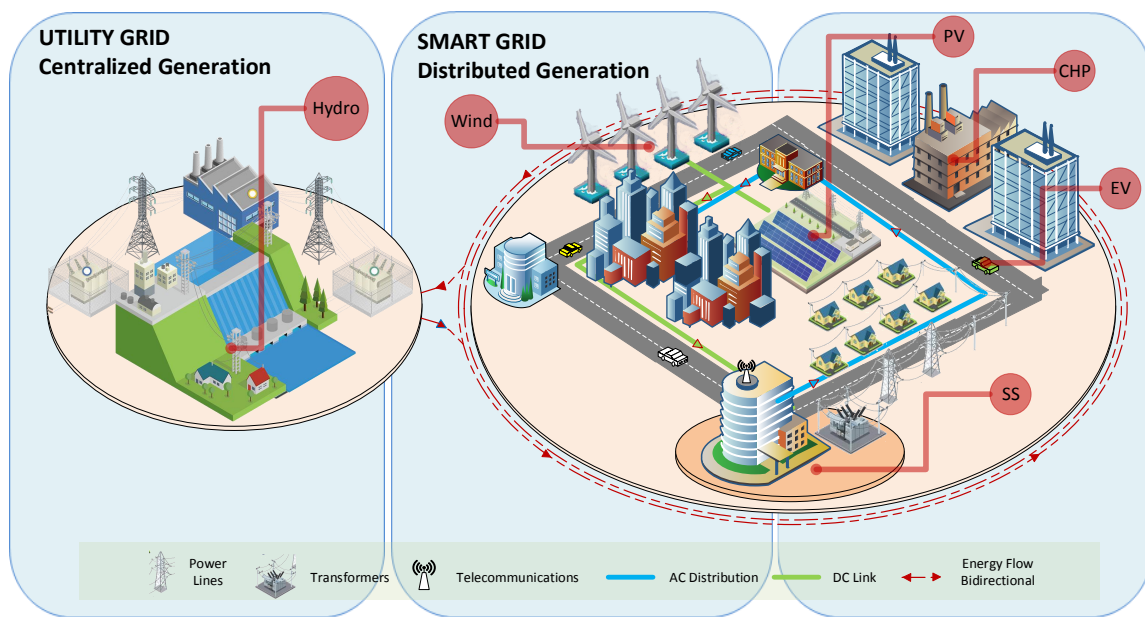 UTILITY GRID
Centralized Generation
Hydro
SMART GRID
Distributed Generation
Wind
PV
CHP
EV
SS
Power
Lines
Transformers
Telecommunications
AC Distribution
DC Link
Energy Flow
Bidirectional